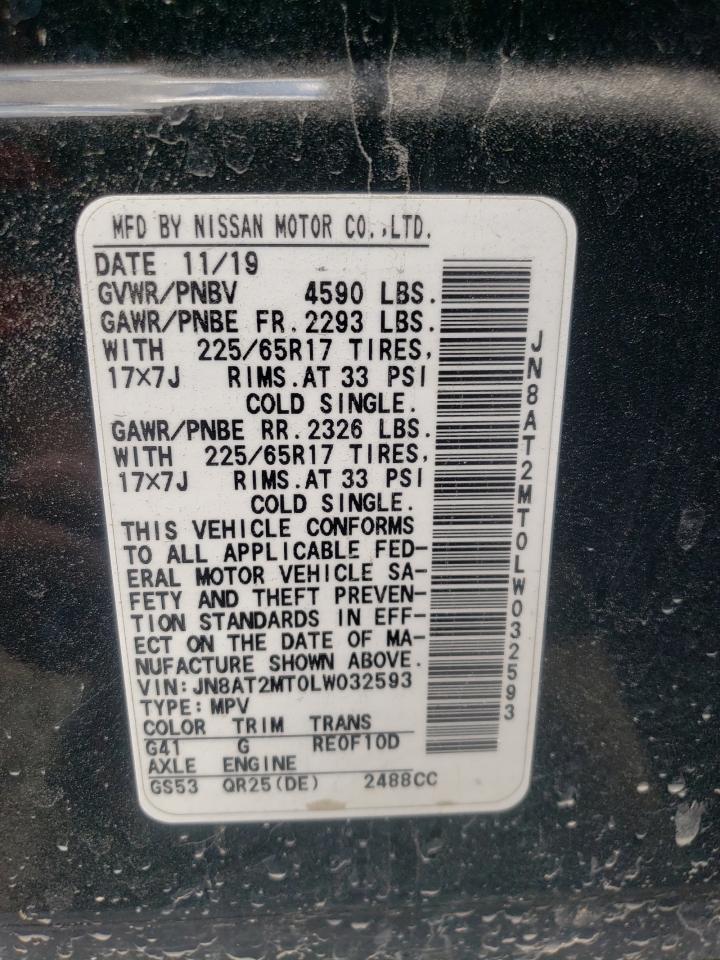 MFD BY NISSAN MOTOR CO.,LTD.
DATE 11/19
GVWR/PNBV 4590 LBS.
GAWR/PNBE FR.2293 LBS.
WITH 225/65R17 TIRES,
17×7J RIMS.AT 33 PSI
COLD SINGLE.
GAWR/PNBE RR.2326 LBS.
WITH 225/65R17 TIRES,
17×7J RIMS.AT 33 PSI
COLD SINGLE.
THIS VEHICLE CONFORMS
TO ALL APPLICABLE FED-
ERAL MOTOR VEHICLE SA-
FETY AND THEFT PREVEN-
TION STANDARDS IN EFF-
ECT ON THE DATE OF MA-
NUFACTURE SHOWN ABOVE.
VIN:JN8AT2MT0LW032593
TYPE:MPV
COLOR TRIM TRANS
G41 G RE0F10D
AXLE ENGINE
GS53 QR25(DE) 2488CC
JN8AT2MT0LW032593